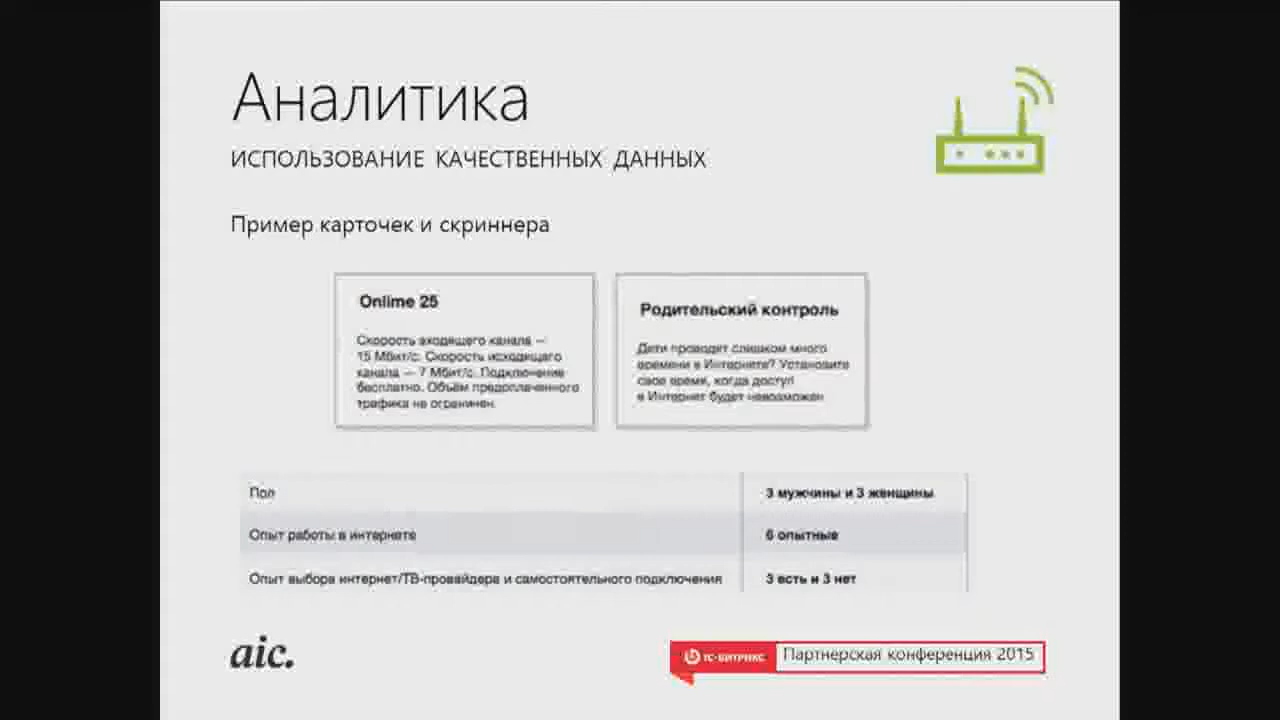 Аналитика
ИСПОЛЬЗОВАНИЕ КАЧЕСТВЕННЫХ ДАННЫХ
Пример карточек и скриннера
Onlime 25
Скорость входящего канала —
15 Мбит/с. Скорость исходящего
канала — 7 Мбит/с. Подключение
бесплатно. Объём предоплаченного
трафика не ограничен.
Родительский контроль
Дети проводят слишком много
времени в Интернете? Установите
свое время, когда доступ
в Интернет будет невозможен
Пол
3 мужчины и 3 женщины
Опыт работы в интернете
6 опытные
Опыт выбора интернет/ТВ-провайдера и самостоятельного подключения
3 есть и 3 нет
aic.
1С-БИТРИКС
Партнерская конференция 2015